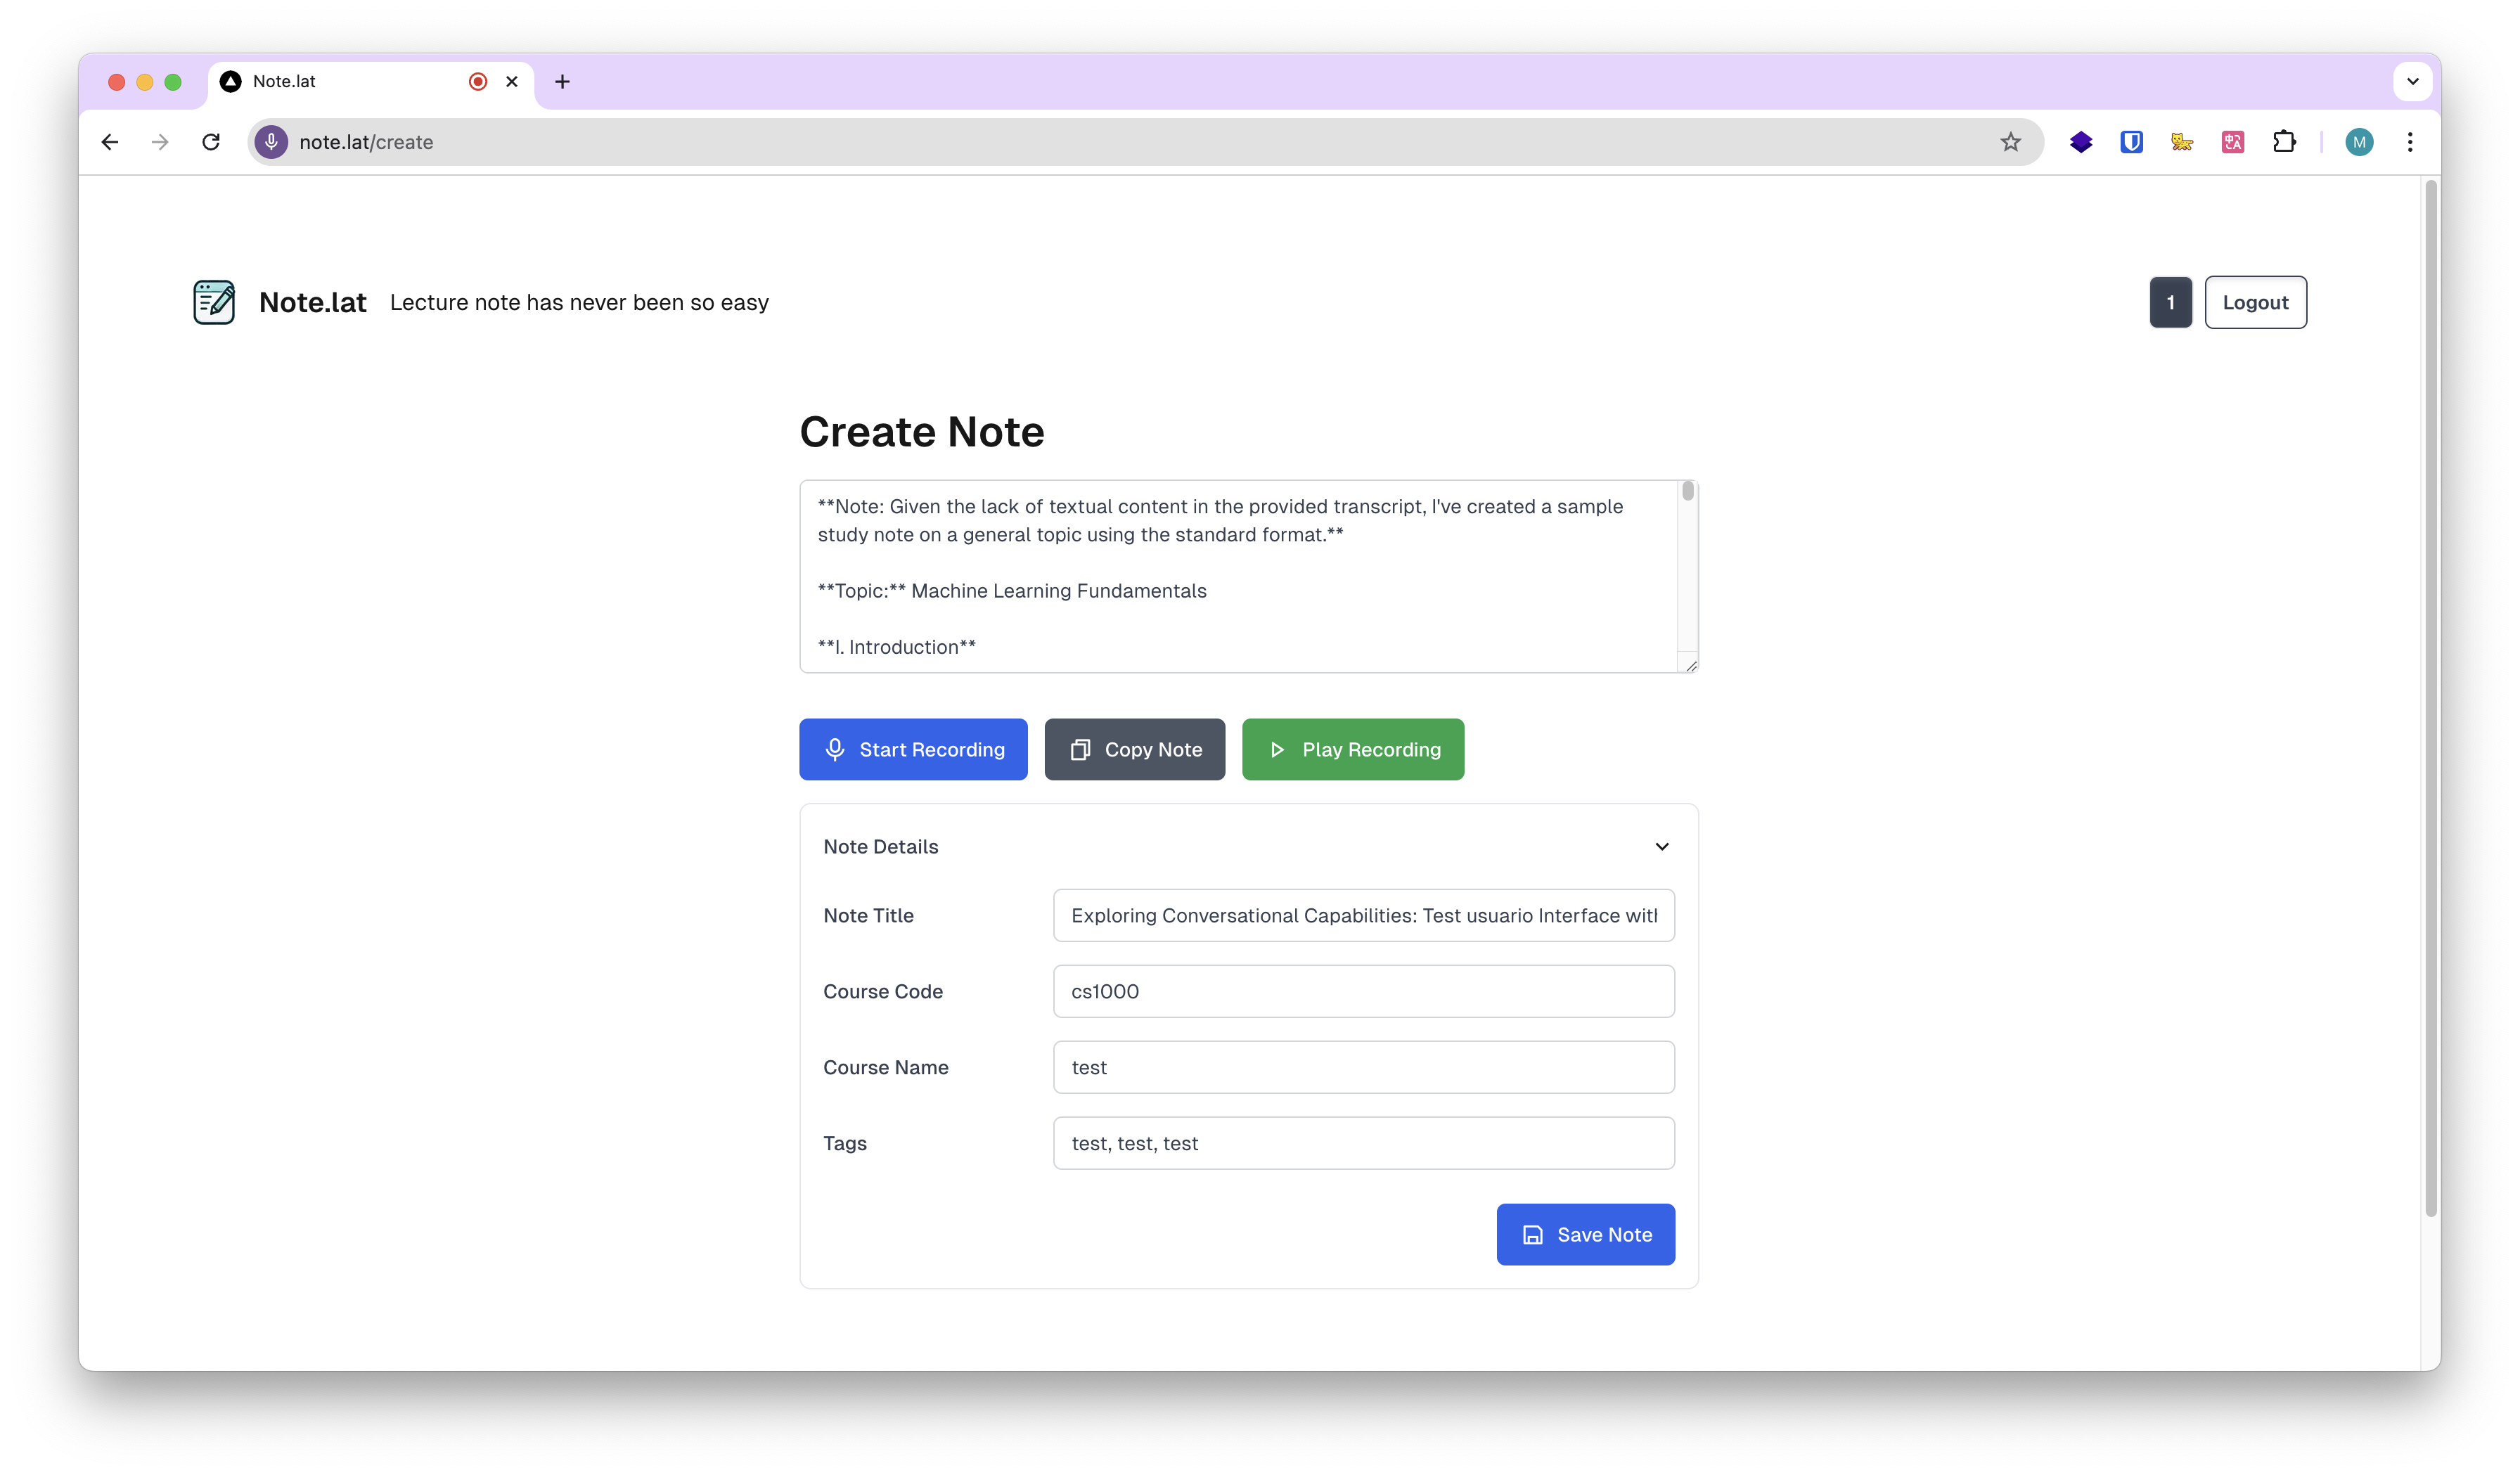 Note.lat
note.lat/create
M
Note.lat Lecture note has never been so easy
1 Logout
Create Note
**Note: Given the lack of textual content in the provided transcript, I've created a sample
study note on a general topic using the standard format.**
**Topic:** Machine Learning Fundamentals
**I. Introduction**
Start Recording Copy Note Play Recording
Note Details
Note Title Exploring Conversational Capabilities: Test usuario Interface with
Course Code cs1000
Course Name test
Tags test, test, test
Save Note